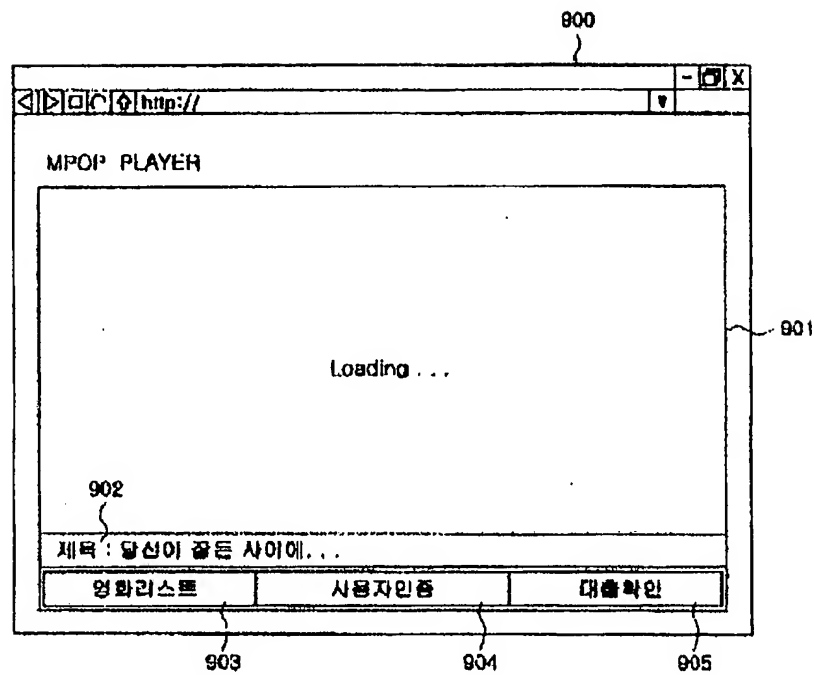 900
- X
http://
MPOP PLAYER
Loading . . .
901
902
제목 : 당신이 잠든 사이에. . .
영화리스트 사용자인증 대출확인
903 904 905